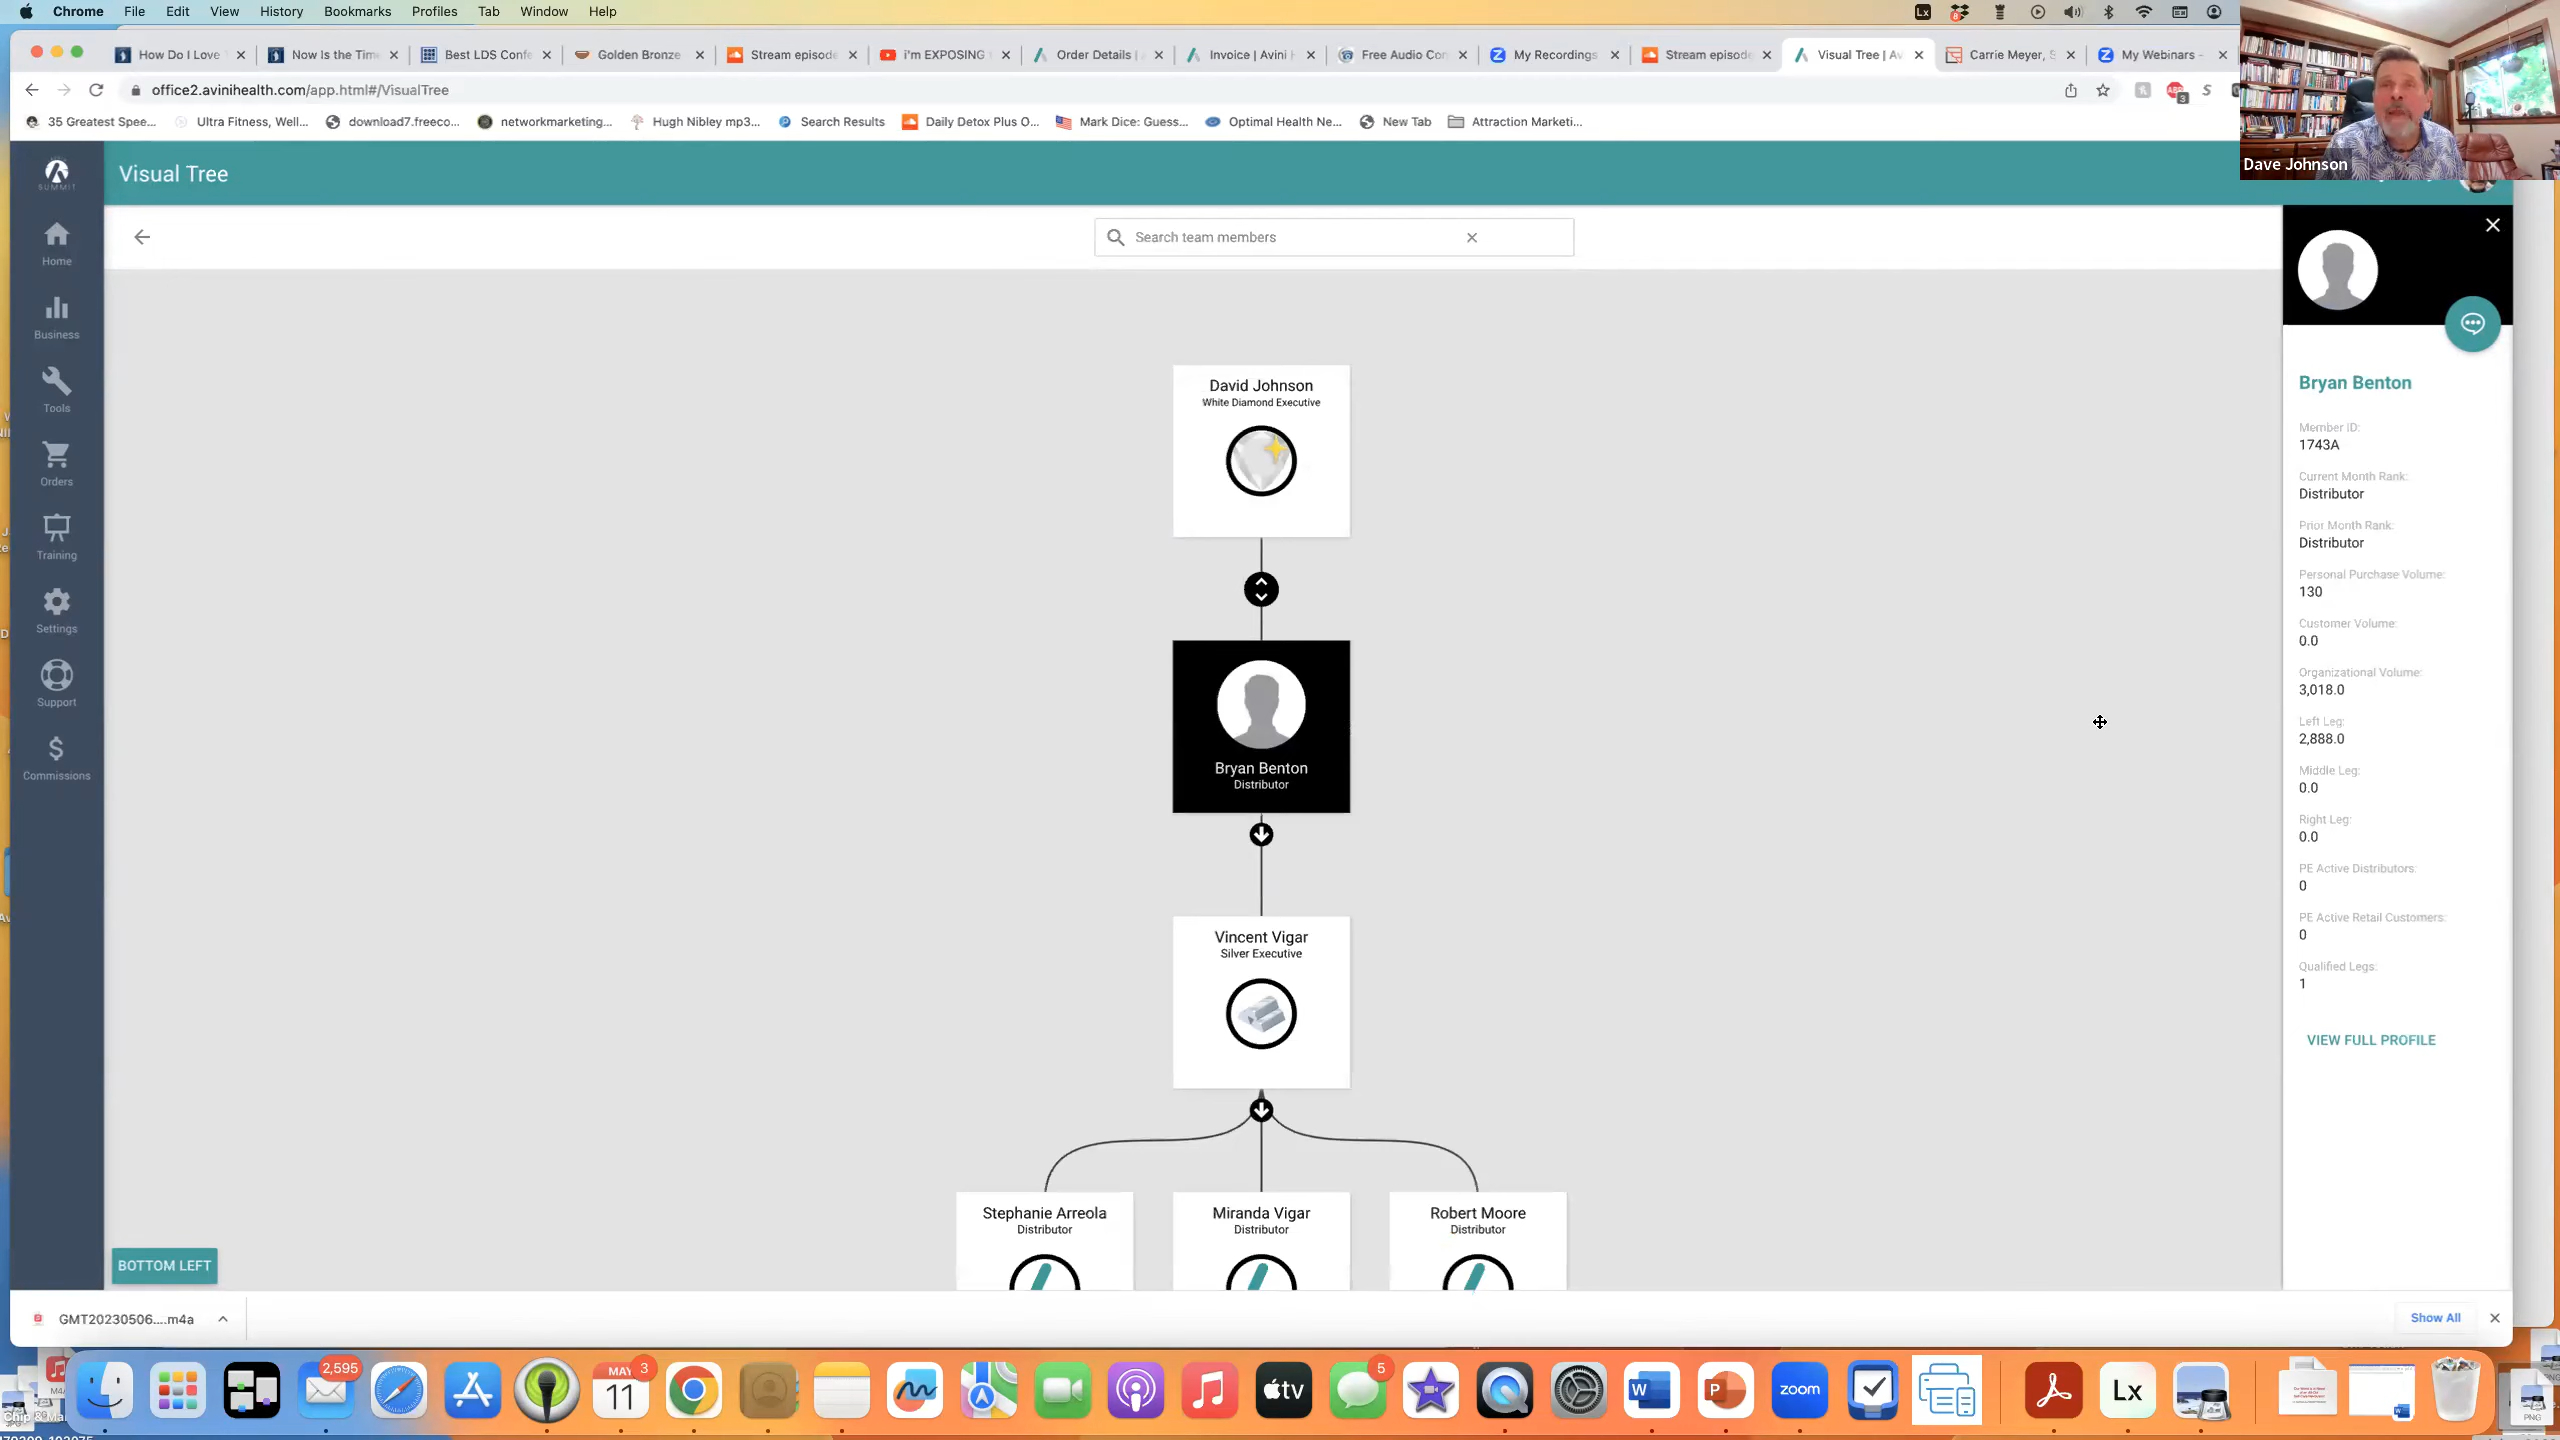 Chrome File Edit View History Bookmarks Profiles Tab Window Help
Lx
8
How Do I Love
Now Is the Tim
Best LDS Conf
Golden Bronze
Stream episod
i'm EXPOSING
Order Details |
Invoice | Avini H
Free Audio Con
My Recordings
Stream episod
Visual Tree | Av
Carrie Meyer, S
My Webinars -
office2.avinihealth.com/app.html#/VisualTree
3
35 Greatest Spee...
Ultra Fitness, Well...
download7.freeco...
networkmarketing...
Hugh Nibley mp3...
Search Results
Daily Detox Plus O...
Mark Dice: Guess...
Optimal Health Ne...
New Tab
Attraction Marketi...
Dave Johnson
SUMMIT
Visual Tree
Search team members
Home
Business
Tools
Orders
Training
Settings
Support
Commissions
David Johnson
White Diamond Executive
Bryan Benton
Distributor
Vincent Vigar
Silver Executive
Stephanie Arreola
Distributor
Miranda Vigar
Distributor
Robert Moore
Distributor
BOTTOM LEFT
Bryan Benton
Member ID:
1743A
Current Month Rank:
Distributor
Prior Month Rank:
Distributor
Personal Purchase Volume:
130
Customer Volume:
0.0
Organizational Volume:
3,018.0
Left Leg:
2,888.0
Middle Leg:
0.0
Right Leg:
0.0
PE Active Distributors:
0
PE Active Retail Customers:
0
Qualified Legs:
1
VIEW FULL PROFILE
GMT20230506....m4a
Show All
2,595
MAY
11
3
tv
5
W
P
zoom
Lx
PNG